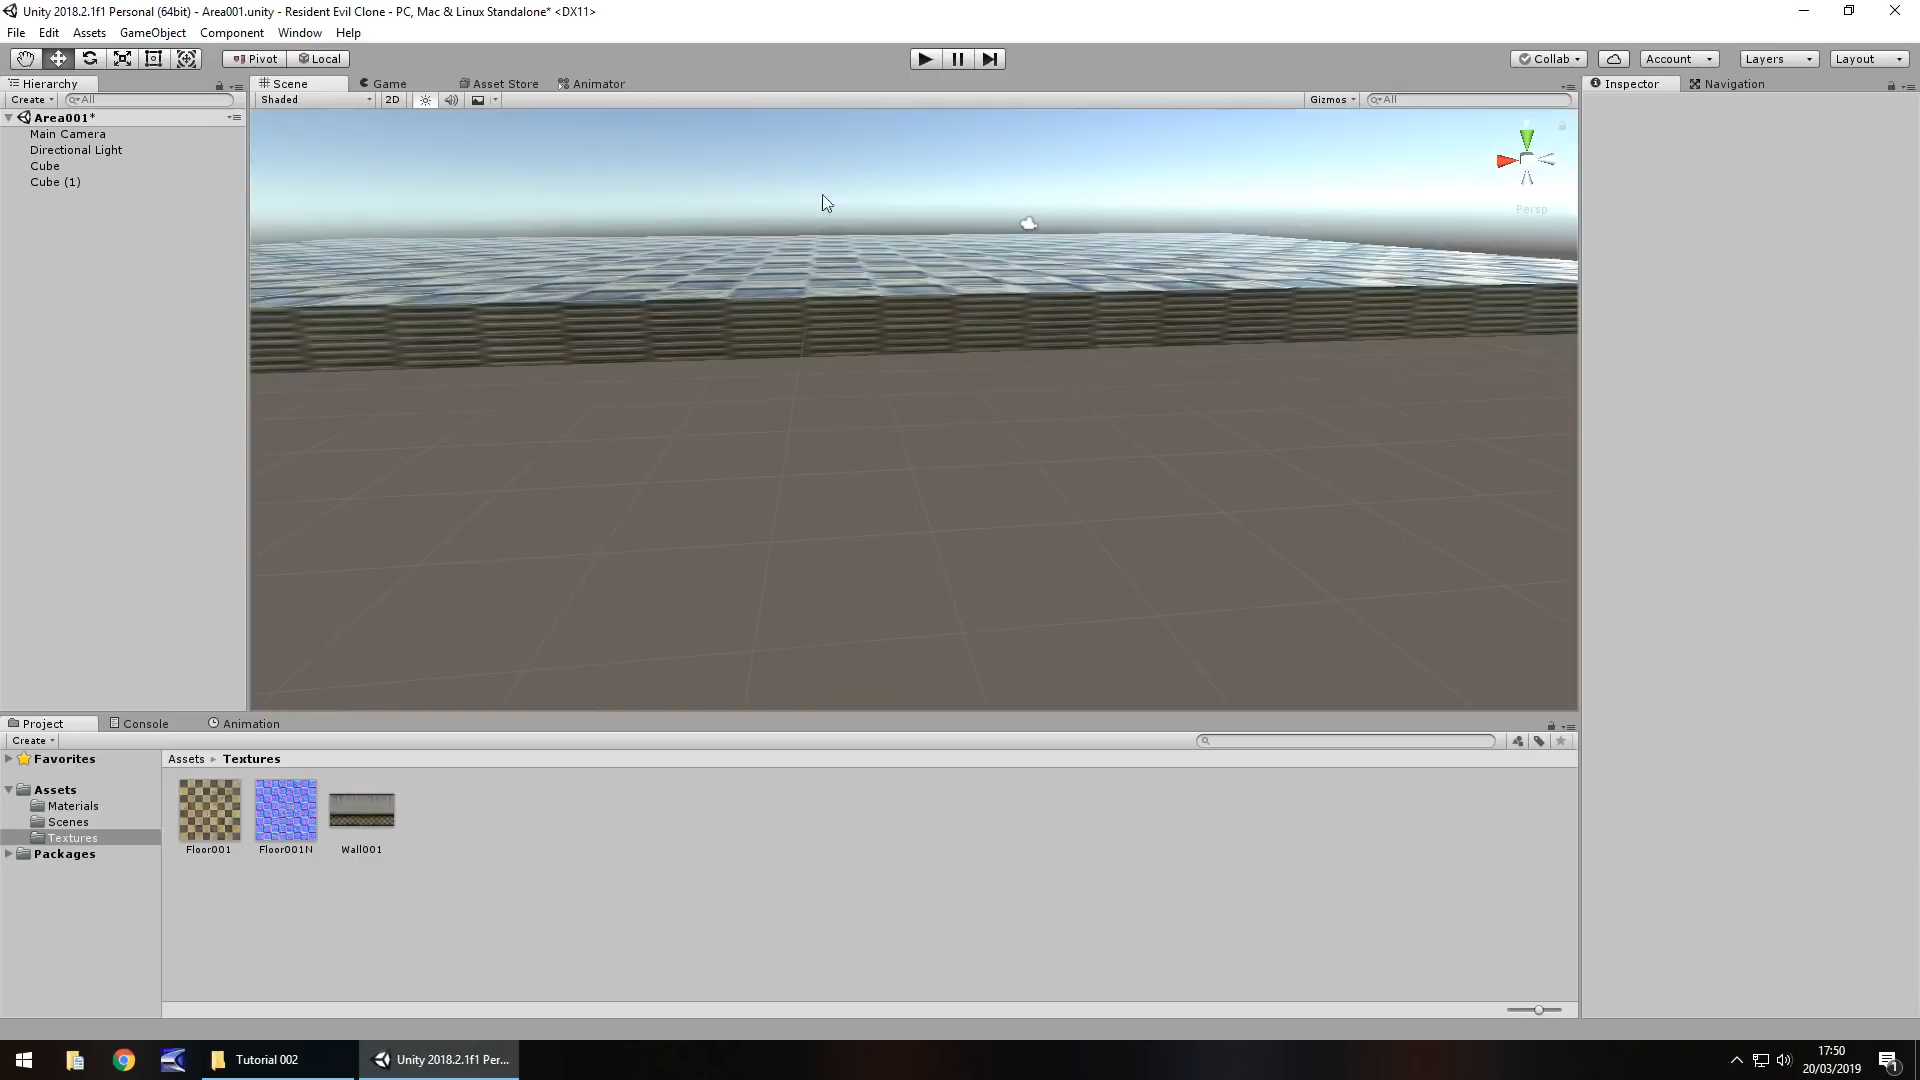 Unity 2018.2.1f1 Personal (64bit) - Area001.unity - Resident Evil Clone - PC, Mac & Linux Standalone* <DX11>
File Edit Assets GameObject Component Window Help
Pivot Local Collab Account Layers Layout
Hierarchy Scene Game Asset Store Animator Inspector Navigation
Create All Shaded 2D Gizmos All
Area001*
Main Camera
Directional Light
Cube
Cube (1)
Persp
Project Console Animation
Create
Favorites
Assets Textures
Assets
Materials
Scenes
Textures
Packages
Floor001 Floor001N Wall001
Tutorial 002 Unity 2018.2.1f1 Per...
17:50
20/03/2019
1